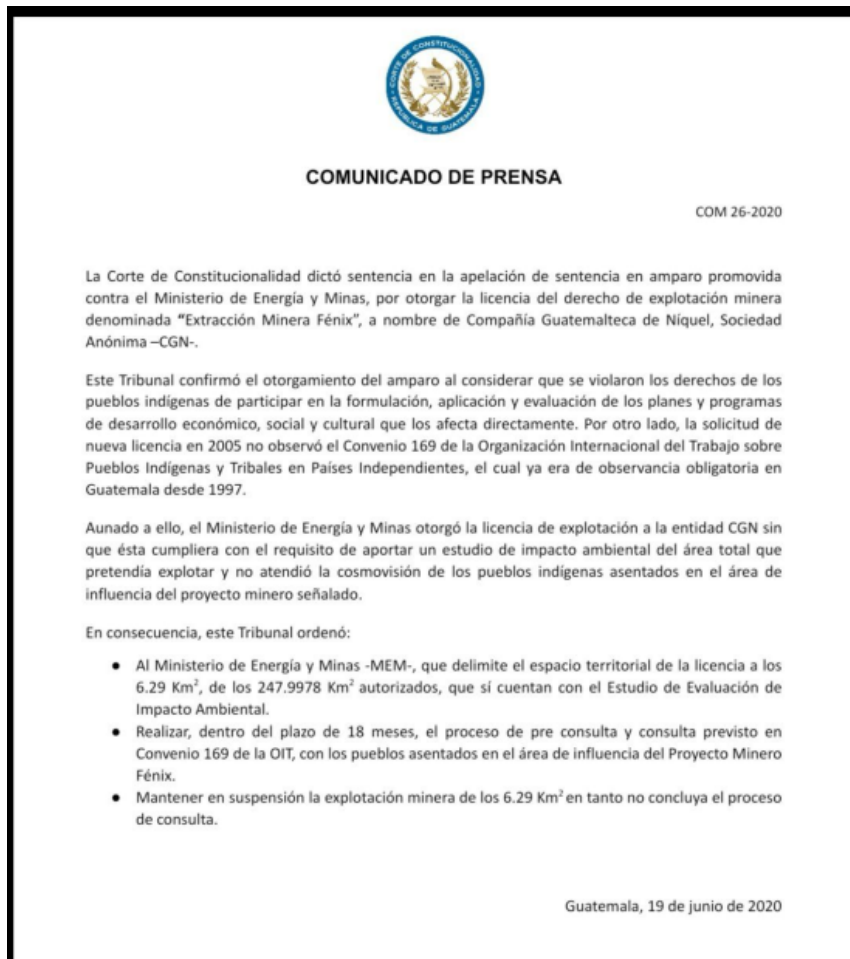 CORTE DE CONSTITUCIONALIDAD
REPUBLICA DE GUATEMALA
COMUNICADO DE PRENSA
COM 26-2020
La Corte de Constitucionalidad dictó sentencia en la apelación de sentencia en amparo promovida
contra el Ministerio de Energía y Minas, por otorgar la licencia del derecho de explotación minera
denominada "Extracción Minera Fénix", a nombre de Compañía Guatemalteca de Níquel, Sociedad
Anónima –CGN-.
Este Tribunal confirmó el otorgamiento del amparo al considerar que se violaron los derechos de los
pueblos indígenas de participar en la formulación, aplicación y evaluación de los planes y programas
de desarrollo económico, social y cultural que los afecta directamente. Por otro lado, la solicitud de
nueva licencia en 2005 no observó el Convenio 169 de la Organización Internacional del Trabajo sobre
Pueblos Indígenas y Tribales en Países Independientes, el cual ya era de observancia obligatoria en
Guatemala desde 1997.
Aunado a ello, el Ministerio de Energía y Minas otorgó la licencia de explotación a la entidad CGN sin
que ésta cumpliera con el requisito de aportar un estudio de impacto ambiental del área total que
pretendía explotar y no atendió la cosmovisión de los pueblos indígenas asentados en el área de
influencia del proyecto minero señalado.
En consecuencia, este Tribunal ordenó:
● Al Ministerio de Energía y Minas -MEM-, que delimite el espacio territorial de la licencia a los
6.29 Km², de los 247.9978 Km² autorizados, que sí cuentan con el Estudio de Evaluación de
Impacto Ambiental.
● Realizar, dentro del plazo de 18 meses, el proceso de pre consulta y consulta previsto en
Convenio 169 de la OIT, con los pueblos asentados en el área de influencia del Proyecto Minero
Fénix.
● Mantener en suspensión la explotación minera de los 6.29 Km² en tanto no concluya el proceso
de consulta.
Guatemala, 19 de junio de 2020